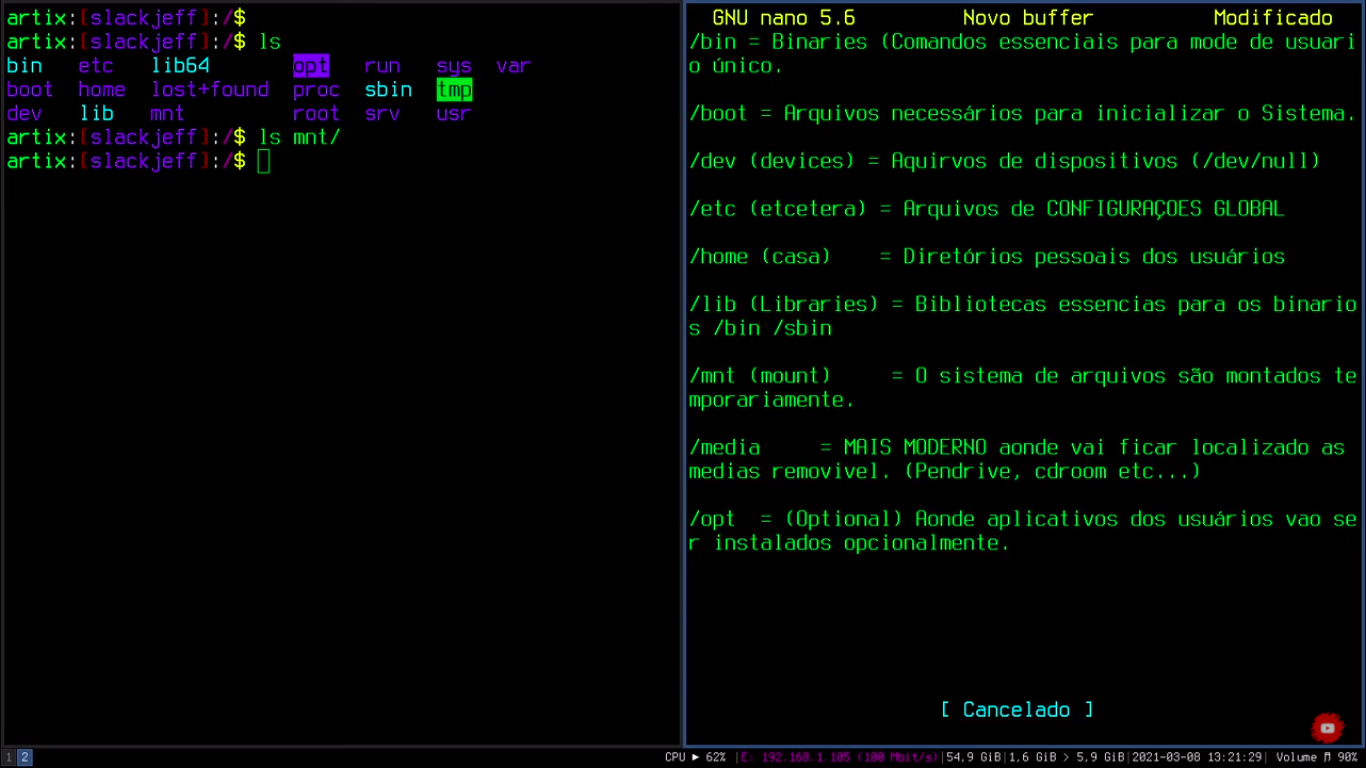 artix:[slackjeff]:/$
artix:[slackjeff]:/$ ls
bin etc lib64 opt run sys var
boot home lost+found proc sbin tmp
dev lib mnt root srv usr
artix:[slackjeff]:/$ ls mnt/
artix:[slackjeff]:/$
GNU nano 5.6 Novo buffer Modificado
/bin = Binaries (Comandos essenciais para mode de usuari
o único.
/boot = Arquivos necessários para inicializar o Sistema.
/dev (devices) = Aquirvos de dispositivos (/dev/null)
/etc (etcetera) = Arquivos de CONFIGURAÇOES GLOBAL
/home (casa) = Diretórios pessoais dos usuários
/lib (Libraries) = Bibliotecas essencias para os binario
s /bin /sbin
/mnt (mount) = O sistema de arquivos são montados te
mporariamente.
/media = MAIS MODERNO aonde vai ficar localizado as
medias removivel. (Pendrive, cdroom etc...)
/opt = (Optional) Aonde aplicativos dos usuários vao se
r instalados opcionalmente.
[ Cancelado ]
1 2 CPU ► 62% |E: 192.168.1.105 (100 Mbit/s)|54,9 GiB|1,6 GiB > 5,9 GiB|2021-03-08 13:21:29| Volume ♬ 90%